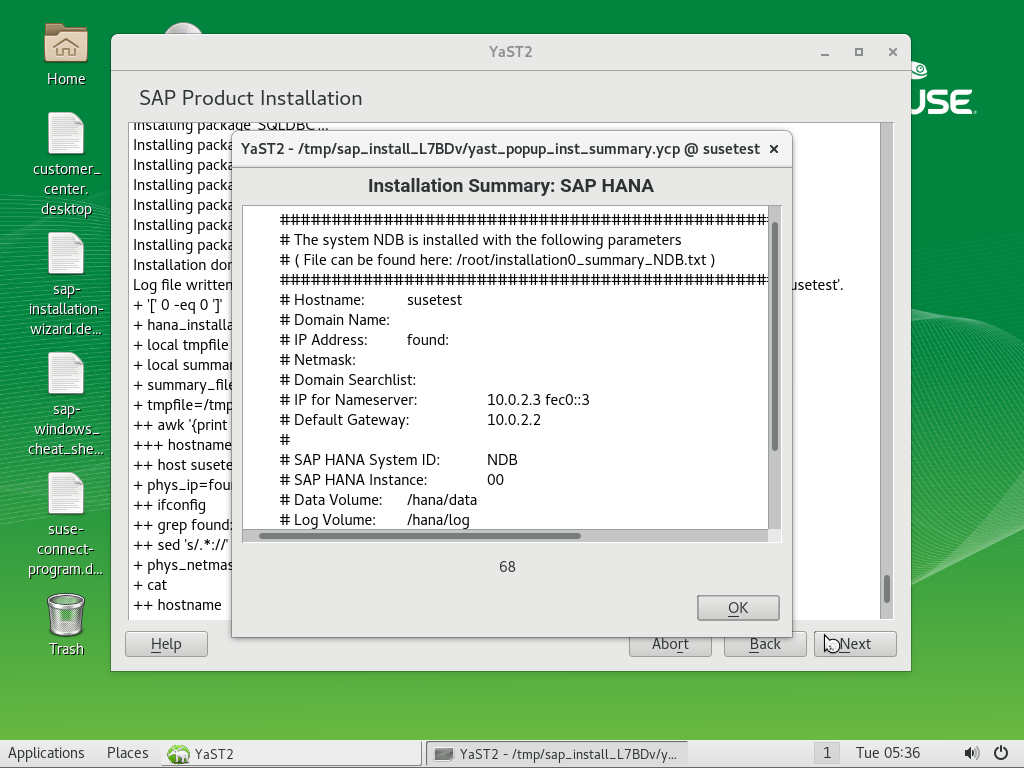 Home
customer_
center.
desktop
sap-
installation-
wizard.de...
sap-
windows_
cheat_she...
suse-
connect-
program.d...
Trash
YaST2
SAP Product Installation
Installing package 'SQLDBC'...
Installing packa
Installing packa
Installing packa
Installing packa
Installing packa
Installing packa
Installation don
Log file written
usetest'.
+ '[' 0 -eq 0 ']'
+ hana_installa
+ local tmpfile
+ local summar
+ summary_file
+ tmpfile=/tmp
++ awk '{print
+++ hostname
++ host susete
+ phys_ip=foun
++ ifconfig
++ grep found:
++ sed 's/.*://'
+ phys_netmas
+ cat
++ hostname
YaST2 - /tmp/sap_install_L7BDv/yast_popup_inst_summary.ycp @ susetest
Installation Summary: SAP HANA
###############################################
# The system NDB is installed with the following parameters
# ( File can be found here: /root/installation0_summary_NDB.txt )
###############################################
# Hostname: susetest
# Domain Name:
# IP Address: found:
# Netmask:
# Domain Searchlist:
# IP for Nameserver: 10.0.2.3 fec0::3
# Default Gateway: 10.0.2.2
#
# SAP HANA System ID: NDB
# SAP HANA Instance: 00
# Data Volume: /hana/data
# Log Volume: /hana/log
68
OK
Help
Abort
Back
Next
USE.
Applications Places YaST2 YaST2 - /tmp/sap_install_L7BDv/y... 1 Tue 05:36